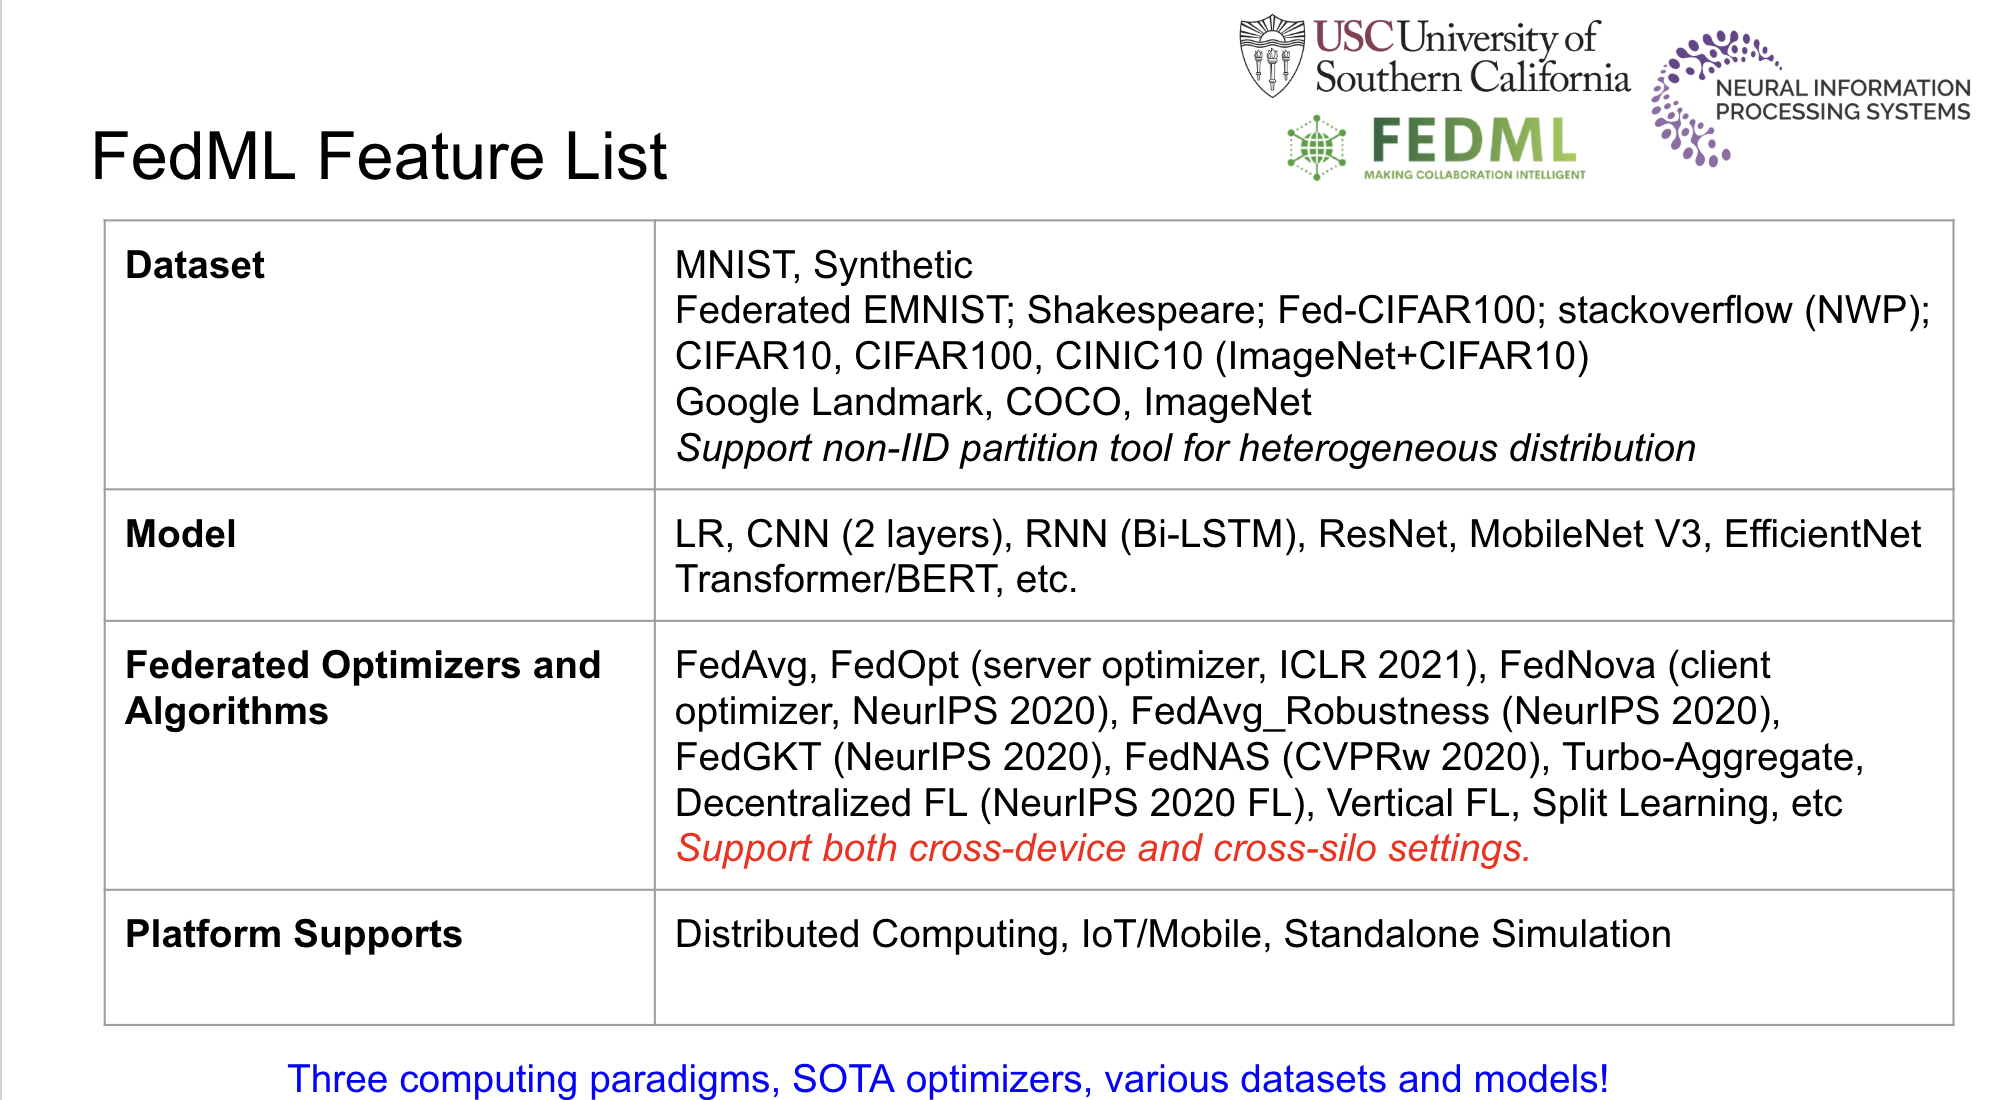 USC University of
Southern California
NEURAL INFORMATION
PROCESSING SYSTEMS
FEDML
MAKING COLLABORATION INTELLIGENT
FedML Feature List
Dataset
MNIST, Synthetic
Federated EMNIST; Shakespeare; Fed-CIFAR100; stackoverflow (NWP);
CIFAR10, CIFAR100, CINIC10 (ImageNet+CIFAR10)
Google Landmark, COCO, ImageNet
Support non-IID partition tool for heterogeneous distribution
Model
LR, CNN (2 layers), RNN (Bi-LSTM), ResNet, MobileNet V3, EfficientNet
Transformer/BERT, etc.
Federated Optimizers and
Algorithms
FedAvg, FedOpt (server optimizer, ICLR 2021), FedNova (client
optimizer, NeurIPS 2020), FedAvg_Robustness (NeurIPS 2020),
FedGKT (NeurIPS 2020), FedNAS (CVPRw 2020), Turbo-Aggregate,
Decentralized FL (NeurIPS 2020 FL), Vertical FL, Split Learning, etc
Support both cross-device and cross-silo settings.
Platform Supports
Distributed Computing, IoT/Mobile, Standalone Simulation
Three computing paradigms, SOTA optimizers, various datasets and models!